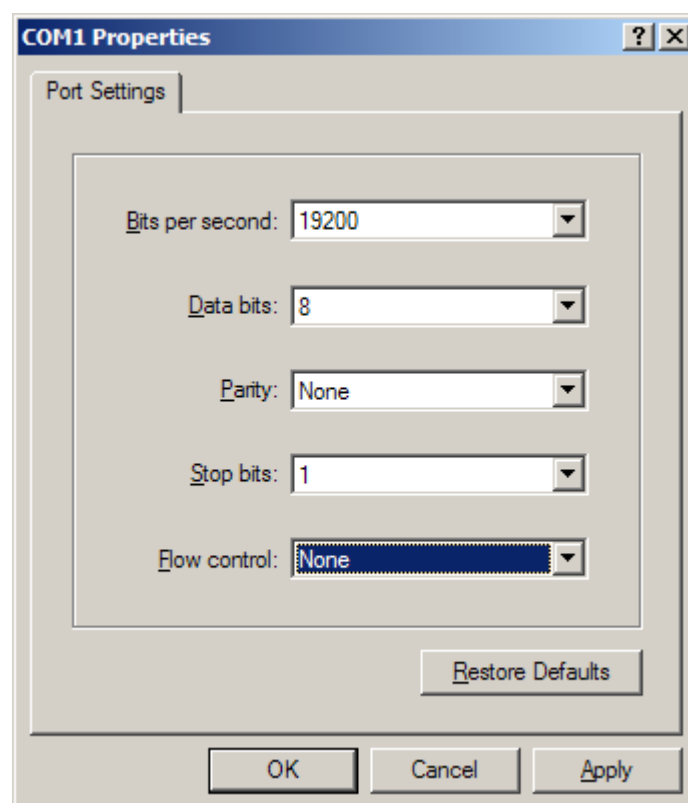 COM1 Properties
Port Settings
Bits per second: 19200
Data bits: 8
Parity: None
Stop bits: 1
Flow control: None
Restore Defaults
OK Cancel Apply